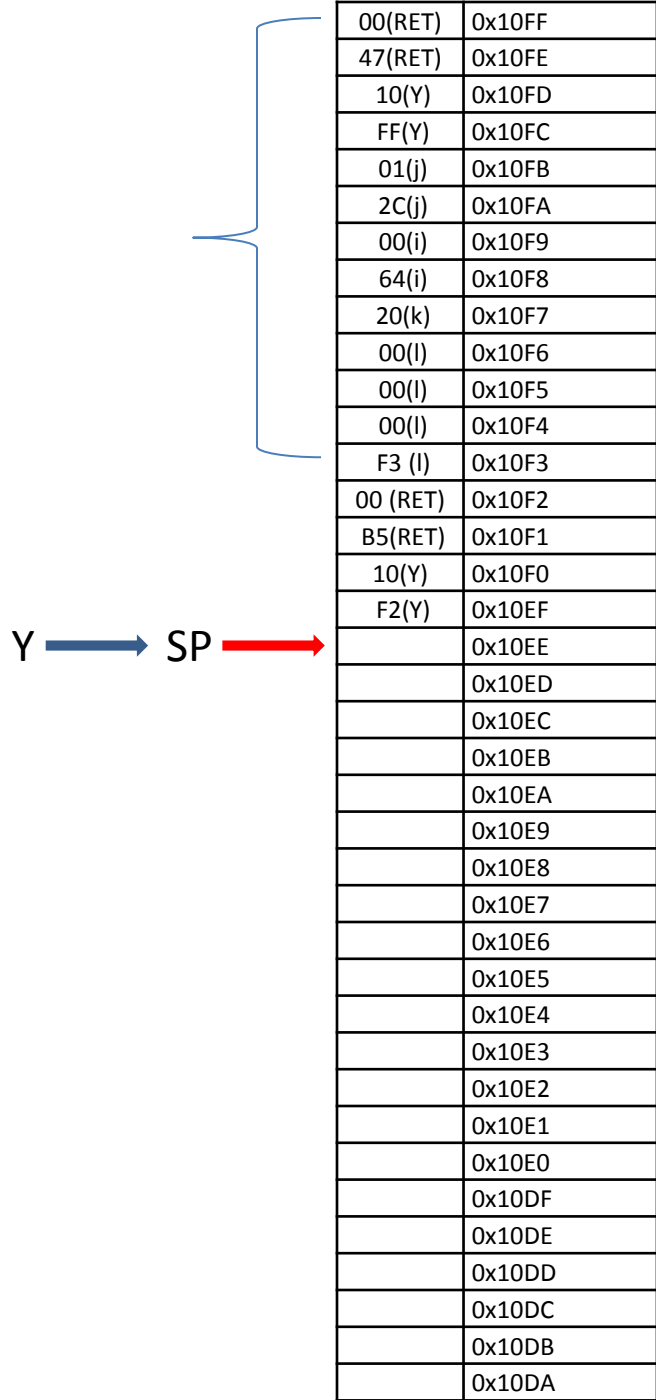 00(RET) 0x10FF
47(RET) 0x10FE
10(Y) 0x10FD
FF(Y) 0x10FC
01(j) 0x10FB
2C(j) 0x10FA
00(i) 0x10F9
64(i) 0x10F8
20(k) 0x10F7
00(l) 0x10F6
00(l) 0x10F5
00(l) 0x10F4
F3 (l) 0x10F3
00 (RET) 0x10F2
B5(RET) 0x10F1
10(Y) 0x10F0
F2(Y) 0x10EF
Y SP 0x10EE
0x10ED
0x10EC
0x10EB
0x10EA
0x10E9
0x10E8
0x10E7
0x10E6
0x10E5
0x10E4
0x10E3
0x10E2
0x10E1
0x10E0
0x10DF
0x10DE
0x10DD
0x10DC
0x10DB
0x10DA